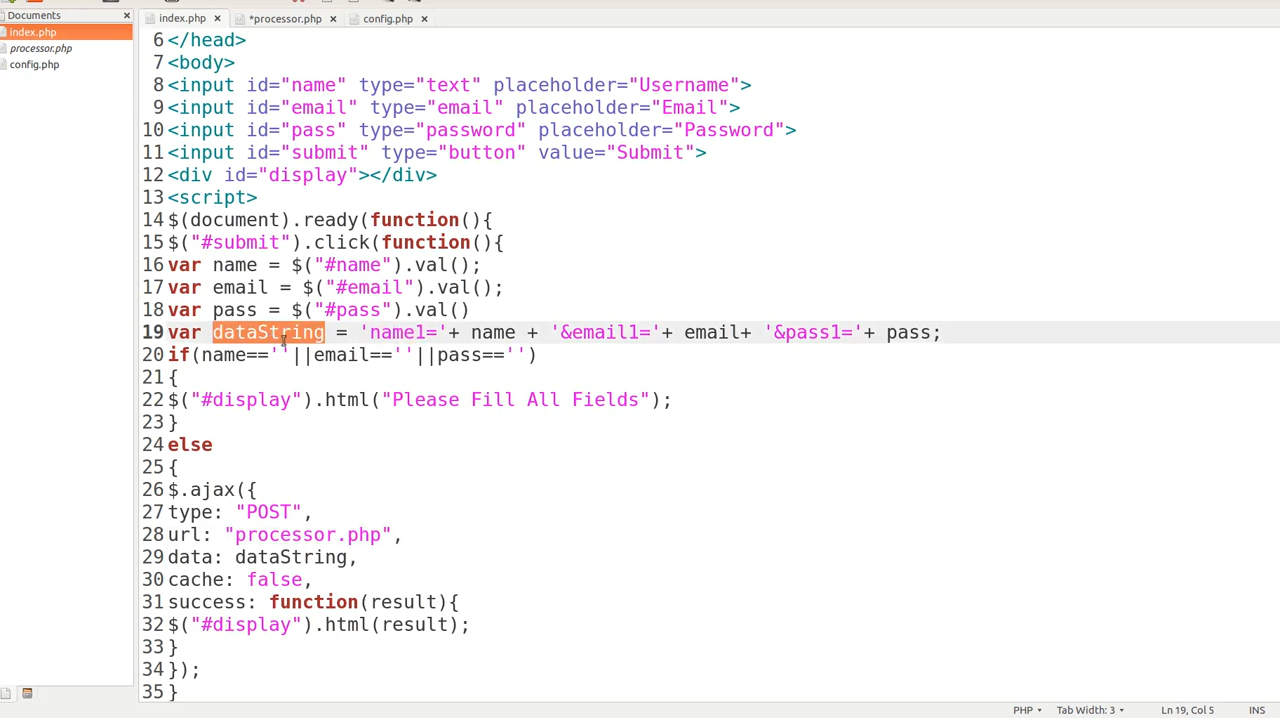 Documents
index.php
*processor.php
config.php
index.php
processor.php
config.php
6 </head>
7 <body>
8 <input id="name" type="text" placeholder="Username">
9 <input id="email" type="email" placeholder="Email">
10 <input id="pass" type="password" placeholder="Password">
11 <input id="submit" type="button" value="Submit">
12 <div id="display"></div>
13 <script>
14 $(document).ready(function(){
15 $("#submit").click(function(){
16 var name = $("#name").val();
17 var email = $("#email").val();
18 var pass = $("#pass").val()
19 var dataString = 'name1='+ name + '&email1='+ email+ '&pass1='+ pass;
20 if(name==''||email==''||pass=='')
21 {
22 $("#display").html("Please Fill All Fields");
23 }
24 else
25 {
26 $.ajax({
27 type: "POST",
28 url: "processor.php",
29 data: dataString,
30 cache: false,
31 success: function(result){
32 $("#display").html(result);
33 }
34 });
35 }
PHP Tab Width: 3 Ln 19, Col 5 INS